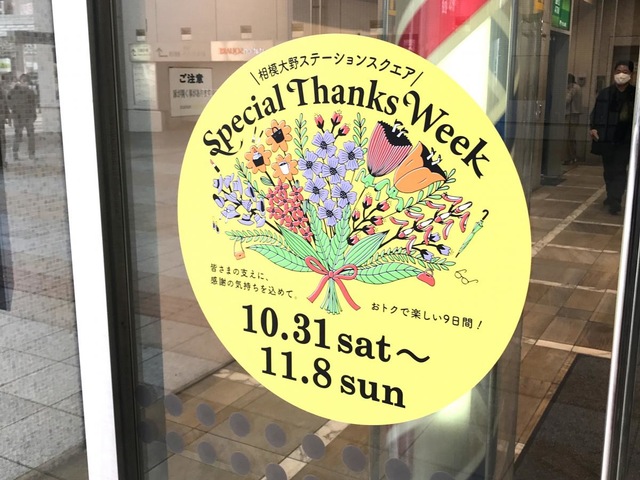 ご注意
\相模大野ステーションスクエア/
Special Thanks Week
皆さまの支えに、
感謝の気持ちを込めて。
おトクで楽しい9日間!
10.31 sat～
11.8 sun